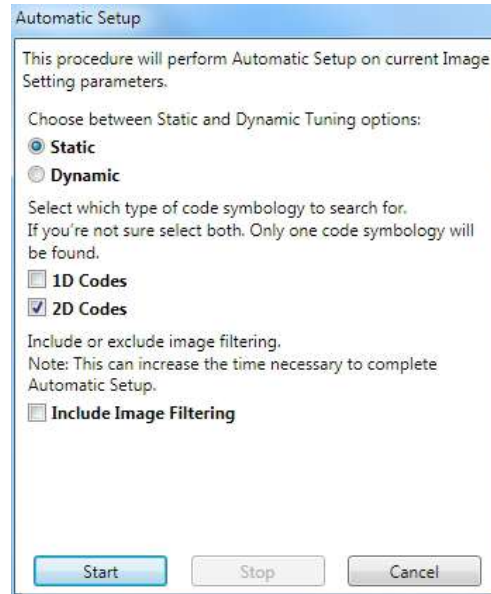 Automatic Setup
This procedure will perform Automatic Setup on current Image
Setting parameters.
Choose between Static and Dynamic Tuning options:
Static
Dynamic
Select which type of code symbology to search for.
If you're not sure select both. Only one code symbology will
be found.
1D Codes
2D Codes
Include or exclude image filtering.
Note: This can increase the time necessary to complete
Automatic Setup.
Include Image Filtering
Start Stop Cancel